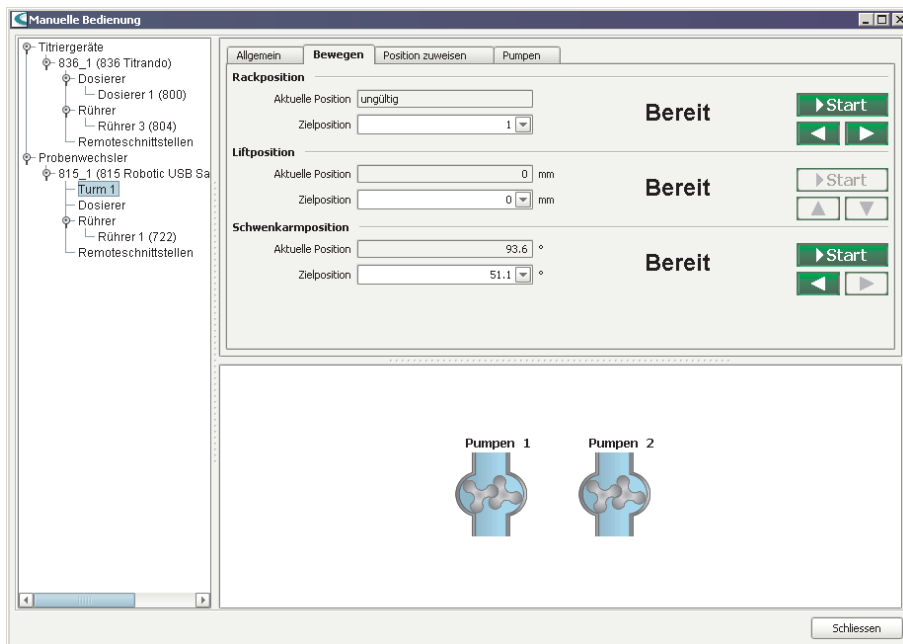 Manuelle Bedienung
Titriergeräte
836_1 (836 Titrando)
Dosierer
Dosierer 1 (800)
Rührer
Rührer 3 (804)
Remoteschnittstellen
Probenwechsler
815_1 (815 Robotic USB Sa
Turm 1
Dosierer
Rührer
Rührer 1 (722)
Remoteschnittstellen
Allgemein Bewegen Position zuweisen Pumpen
Rackposition
Aktuelle Position ungültig
Zielposition 1
Bereit
Start
Liftposition
Aktuelle Position 0 mm
Zielposition 0 mm
Bereit
Start
Schwenkarmposition
Aktuelle Position 93.6 °
Zielposition 51.1 °
Bereit
Start
Pumpen 1 Pumpen 2
Schliessen